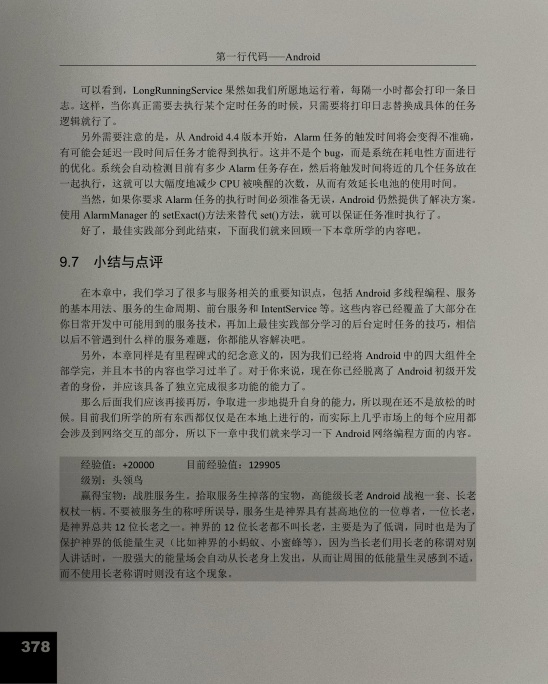 第一行代码——Android
可以看到，LongRunningService 果然如我们所愿地运行着，每隔一小时都会打印一条日
志。这样，当你真正需要去执行某个定时任务的时候，只需要将打印日志替换成具体的任务
逻辑就行了。
另外需要注意的是，从 Android 4.4 版本开始，Alarm 任务的触发时间将会变得不准确，
有可能会延迟一段时间后任务才能得到执行。这并不是个 bug，而是系统在耗电性方面进行
的优化。系统会自动检测目前有多少 Alarm 任务存在，然后将触发时间将近的几个任务放在
一起执行，这就可以大幅度地减少 CPU 被唤醒的次数，从而有效延长电池的使用时间。
当然，如果你要求 Alarm 任务的执行时间必须准备无误，Android 仍然提供了解决方案。
使用 AlarmManager 的 setExact()方法来替代 set()方法，就可以保证任务准时执行了。
好了，最佳实践部分到此结束，下面我们就来回顾一下本章所学的内容吧。
9.7 小结与点评
在本章中，我们学习了很多与服务相关的重要知识点，包括 Android 多线程编程、服务
的基本用法、服务的生命周期、前台服务和 IntentService 等。这些内容已经覆盖了大部分在
你日常开发中可能用到的服务技术，再加上最佳实践部分学习的后台定时任务的技巧，相信
以后不管遇到什么样的服务难题，你都能从容解决吧。
另外，本章同样是有里程碑式的纪念意义的，因为我们已经将 Android 中的四大组件全
部学完，并且本书的内容也学习过半了。对于你来说，现在你已经脱离了 Android 初级开发
者的身份，并应该具备了独立完成很多功能的能力了。
那么后面我们应该再接再厉，争取进一步地提升自身的能力，所以现在还不是放松的时
候。目前我们所学的所有东西都仅仅是在本地上进行的，而实际上几乎市场上的每个应用都
会涉及到网络交互的部分，所以下一章中我们就来学习一下 Android 网络编程方面的内容。
经验值：+20000 目前经验值：129905
级别：头领鸟
赢得宝物：战胜服务生。拾取服务生掉落的宝物，高能级长老 Android 战袍一套、长老
权杖一柄。不要被服务生的称呼所误导，服务生是神界具有甚高地位的一位尊者，一位长老，
是神界总共 12 位长老之一。神界的 12 位长老都不叫长老，主要是为了低调，同时也是为了
保护神界的低能量生灵（比如神界的小蚂蚁、小蜜蜂等），因为当长老们用长老的称谓对别
人讲话时，一股强大的能量场会自动从长老身上发出，从而让周围的低能量生灵感到不适，
而不使用长老称谓时则没有这个现象。
378